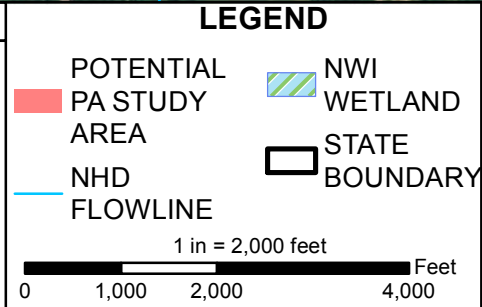 LEGEND
POTENTIAL
PA STUDY
AREA
NHD
FLOWLINE
NWI
WETLAND
STATE
BOUNDARY
1 in = 2,000 feet
Feet
0 1,000 2,000 4,000